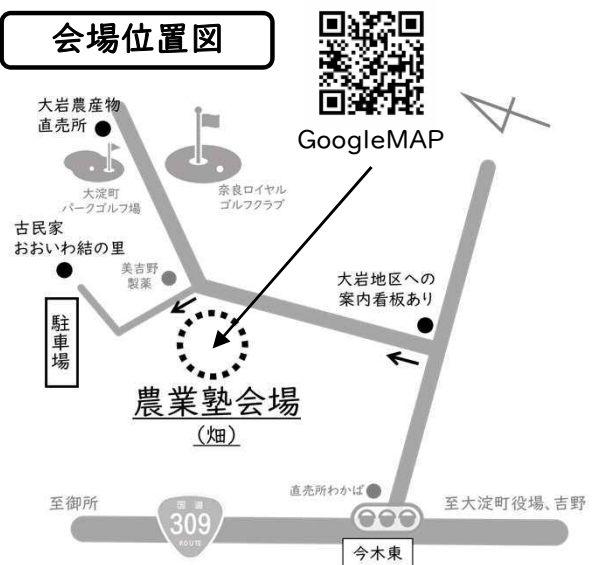 会場位置図
GoogleMAP
大岩農産物
直売所
大淀町
パークゴルフ場
奈良ロイヤル
ゴルフクラブ
古民家
おおいわ結の里
美吉野
製薬
大岩地区への
案内看板あり
駐車場
農業塾会場
(畑)
直売所わかば
至御所
国道
309
ROUTE
至大淀町役場、吉野
今木東